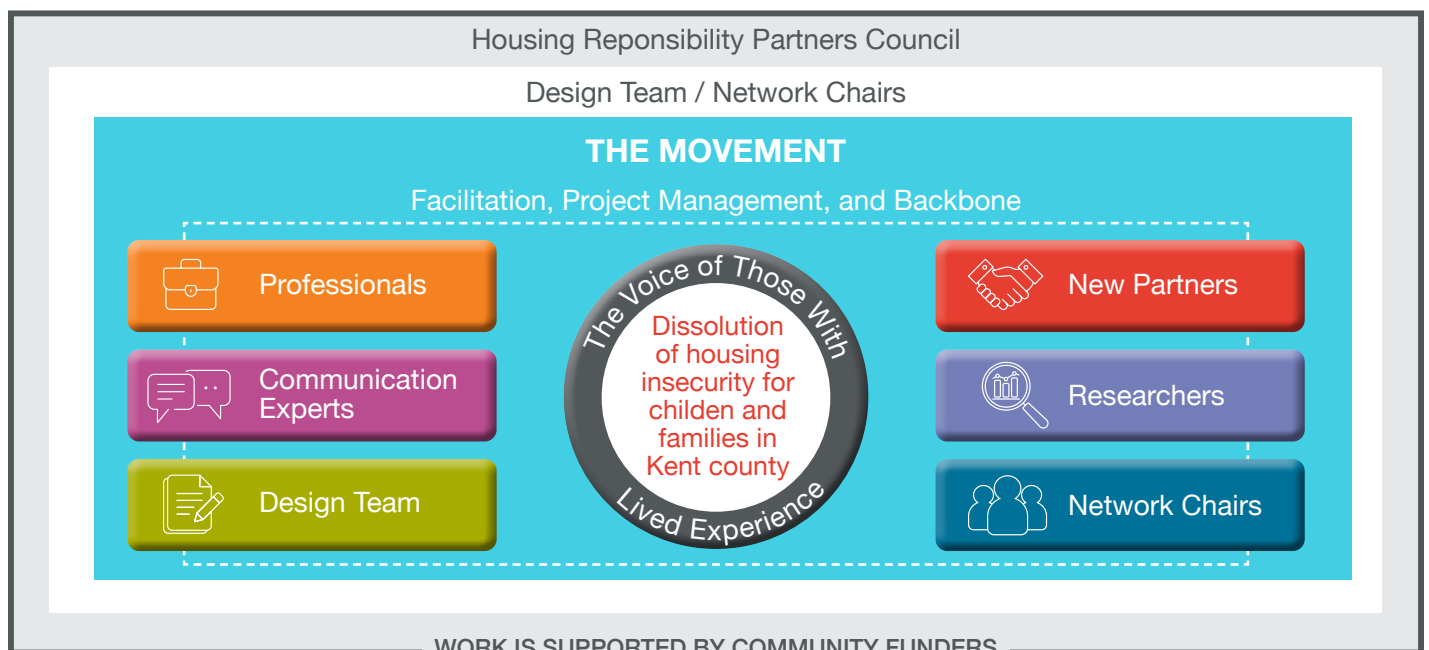 Housing Reponsibility Partners Council
Design Team / Network Chairs
THE MOVEMENT
Facilitation, Project Management, and Backbone
Professionals
Communication
Experts
Design Team
The Voice of Those With
Dissolution
of housing
insecurity for
childen and
families in
Kent county
Lived Experience
New Partners
Researchers
Network Chairs
WORK IS SUPPORTED BY COMMUNITY FUNDERS